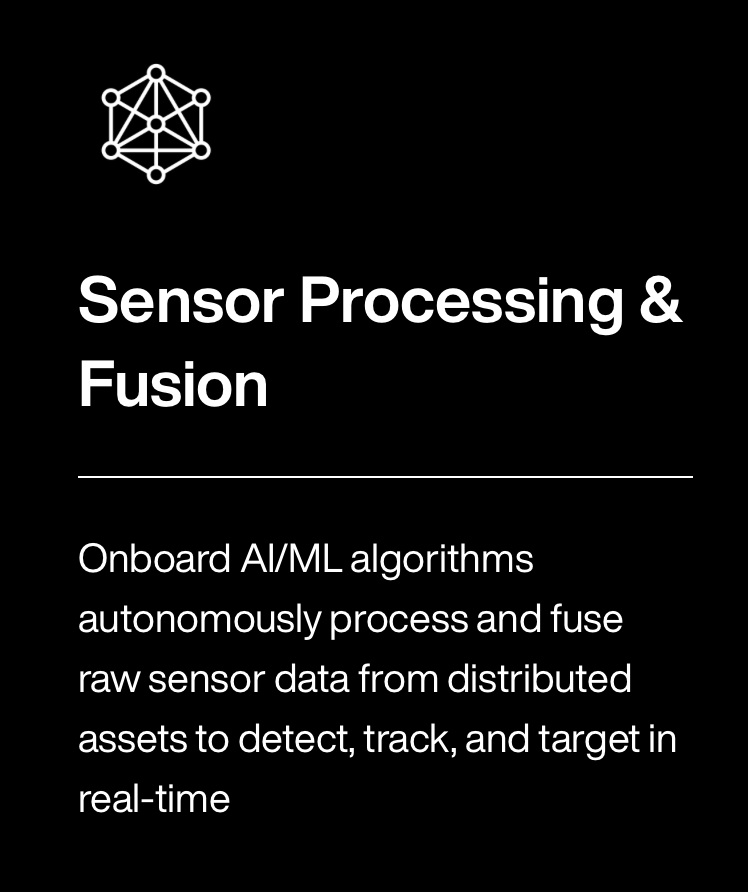 Sensor Processing &
Fusion
Onboard AI/ML algorithms
autonomously process and fuse
raw sensor data from distributed
assets to detect, track, and target in
real-time